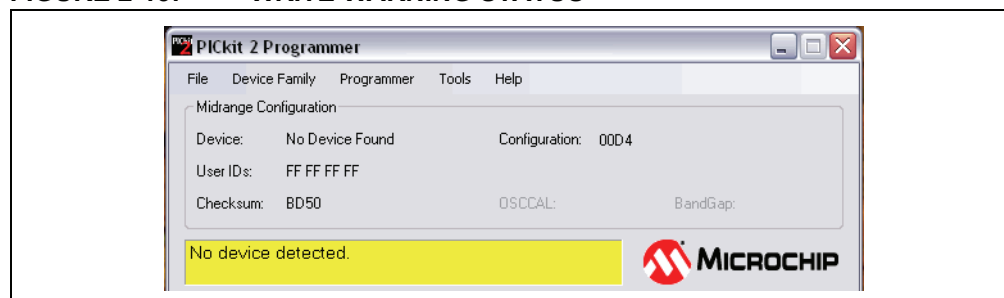 PICkit 2 Programmer
File Device Family Programmer Tools Help
Midrange Configuration
Device: No Device Found Configuration: 00D4
User IDs: FF FF FF FF
Checksum: BD50 OSCCAL: BandGap:
No device detected.
MICROCHIP